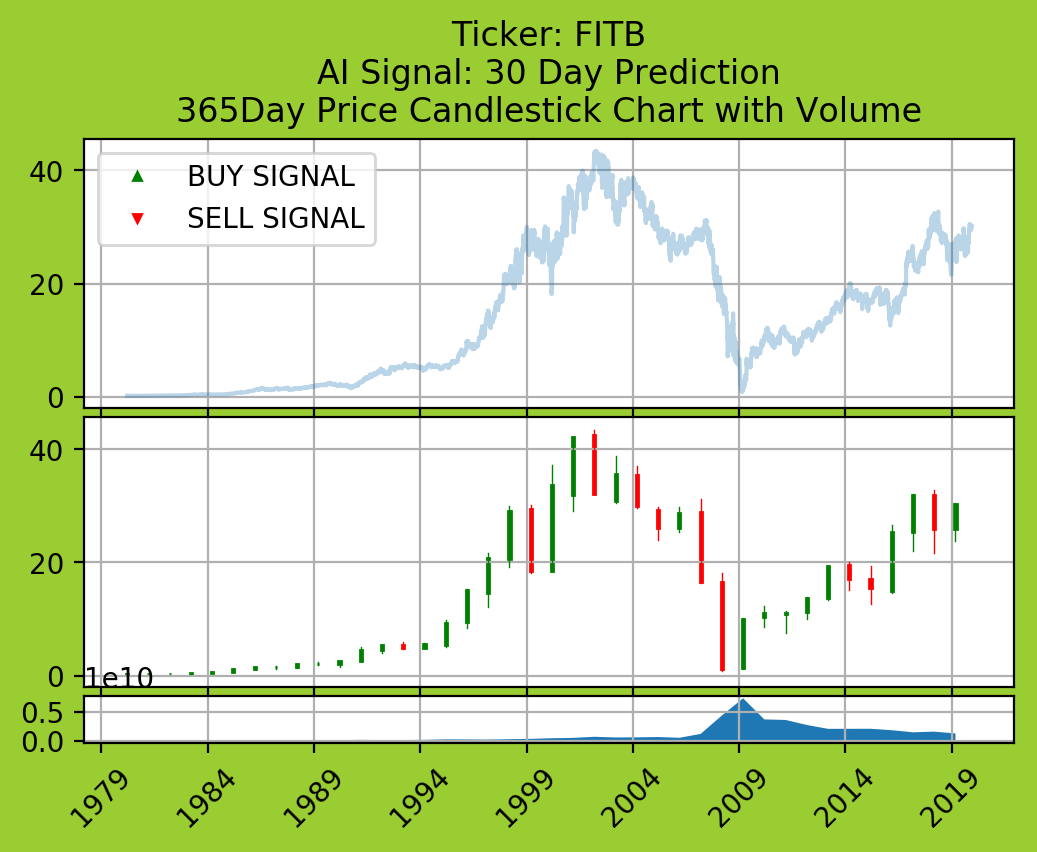 Ticker: FITB
AI Signal: 30 Day Prediction
365Day Price Candlestick Chart with Volume
BUY SIGNAL
SELL SIGNAL
40
20
0
40
20
0
1e10
0.5
0.0
1979 1984 1989 1994 1999 2004 2009 2014 2019